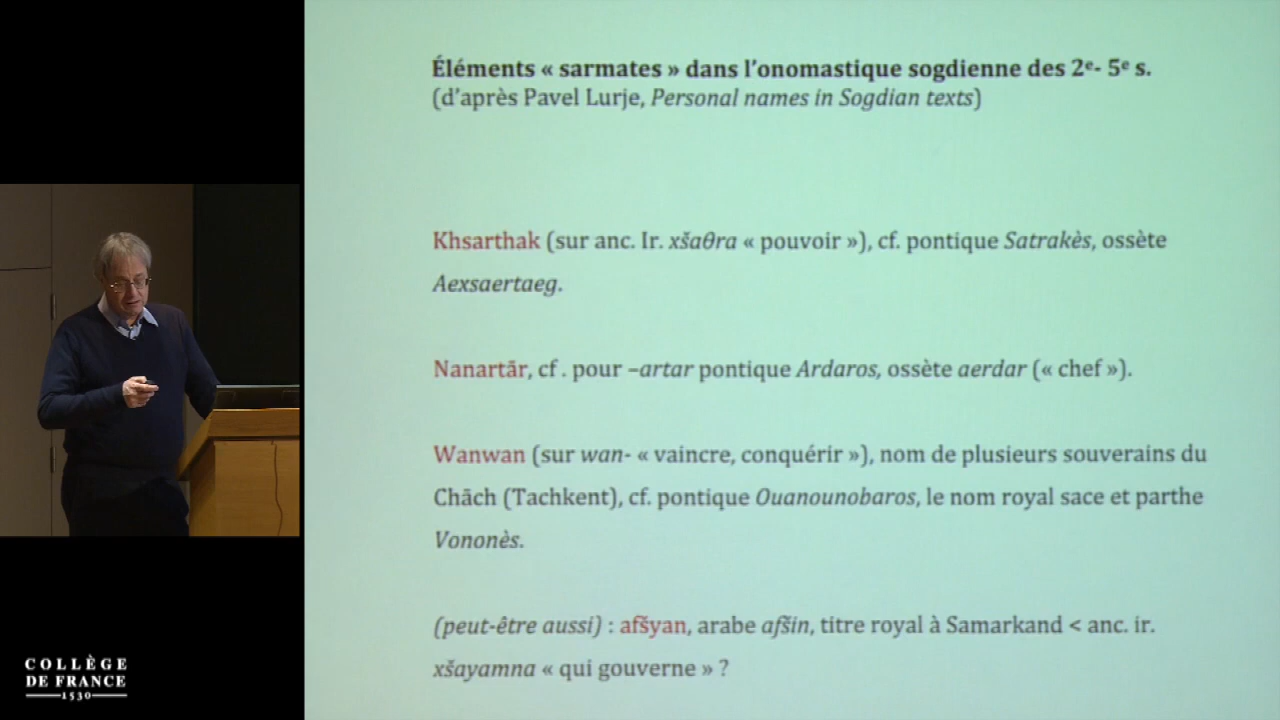 Éléments « sarmates » dans l’onomastique sogdienne des 2ᵉ- 5ᵉ s.
(d’après Pavel Lurje, Personal names in Sogdian texts)
Khsarthak (sur anc. Ir. xšaθra « pouvoir »), cf. pontique Satrakès, ossète
Aexsaertaeg.
Nanartār, cf . pour –artar pontique Ardaros, ossète aerdar (« chef »).
Wanwan (sur wan- « vaincre, conquérir »), nom de plusieurs souverains du
Chāch (Tachkent), cf. pontique Ouanounobaros, le nom royal sace et parthe
Vononès.
(peut-être aussi) : afšyan, arabe afšin, titre royal à Samarkand < anc. ir.
xšayamna « qui gouverne » ?
COLLÈGE
DE FRANCE
1530